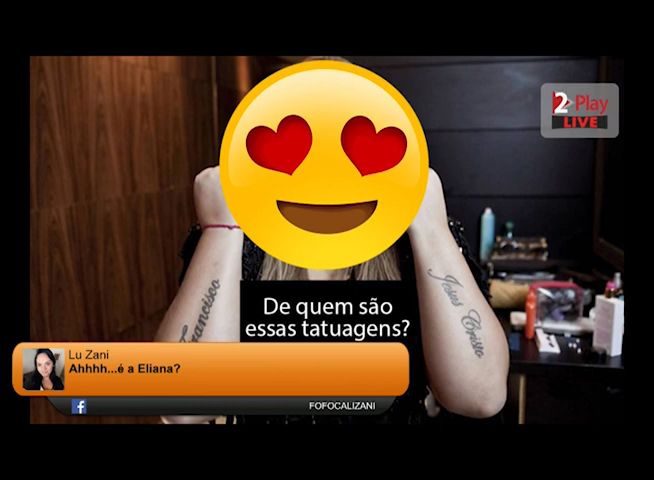 2 Play
LIVE
Francisco
Jesus Cristo
De quem são
essas tatuagens?
Lu Zani
Ahhhh...é a Eliana?
f
FOFOCALIZANI